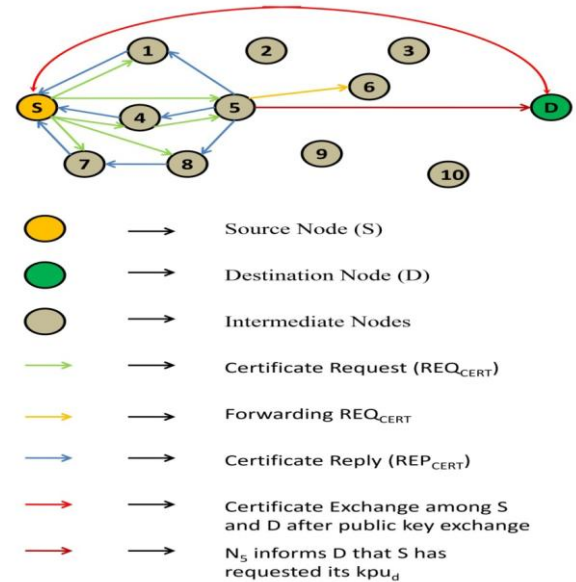 1
2
3
6
S
4
5
D
7
8
9
10
Source Node (S)
Destination Node (D)
Intermediate Nodes
Certificate Request (REQCERT)
Forwarding REQCERT
Certificate Reply (REPCERT)
Certificate Exchange among S
and D after public key exchange
N5 informs D that S has
requested its kpud